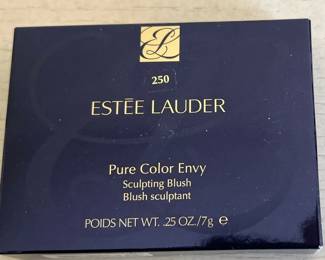 250
ESTĒE LAUDER
Pure Color Envy
Sculpting Blush
Blush sculptant
POIDS NET WT. .25 OZ./7g ℮